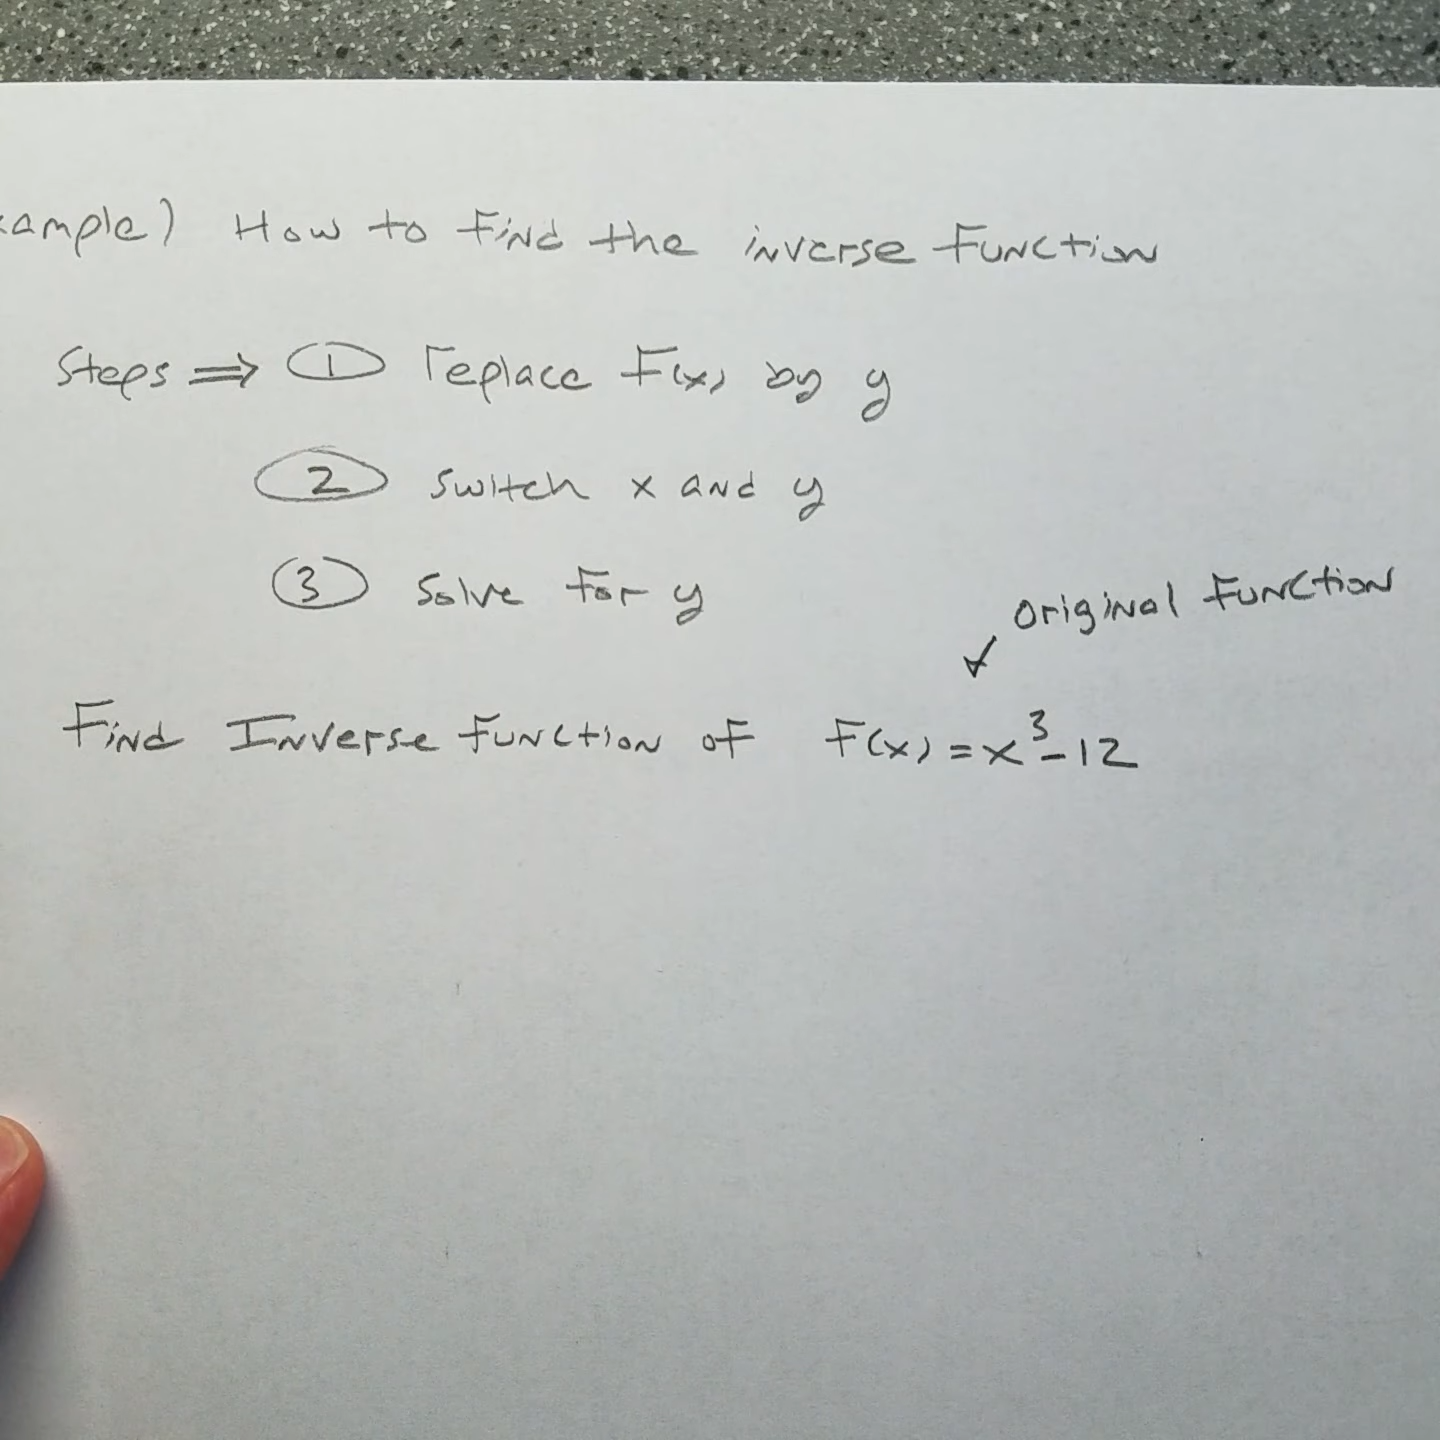 xample) How to Find the inverse Function
Steps ⇒ ① replace F(x) by y
② switch x and y
③ Solve for y
original Function
Find Inverse Function of F(x) = x³-12